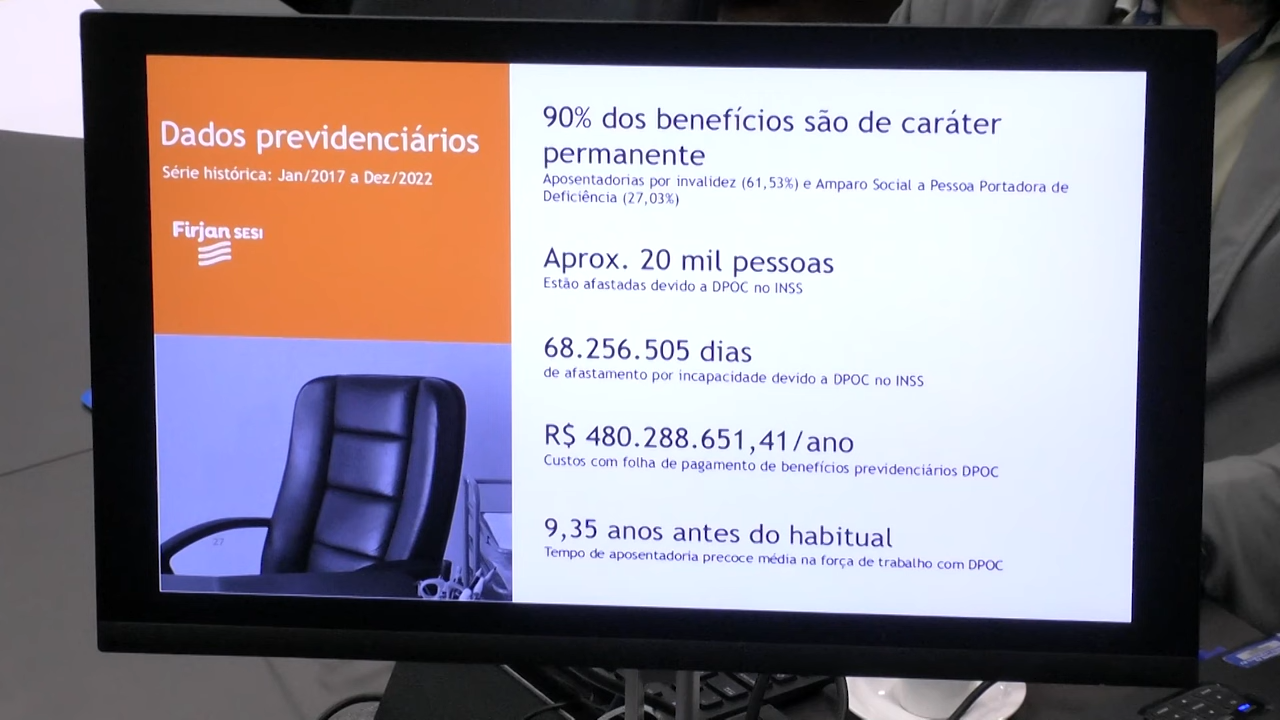 Dados previdenciários
Série histórica: Jan/2017 a Dez/2022
Firjan SESI
27
90% dos benefícios são de caráter
permanente
Aposentadorias por invalidez (61,53%) e Amparo Social a Pessoa Portadora de
Deficiência (27,03%)
Aprox. 20 mil pessoas
Estão afastadas devido a DPOC no INSS
68.256.505 dias
de afastamento por incapacidade devido a DPOC no INSS
R$ 480.288.651,41/ano
Custos com folha de pagamento de benefícios previdenciários DPOC
9,35 anos antes do habitual
Tempo de aposentadoria precoce média na força de trabalho com DPOC